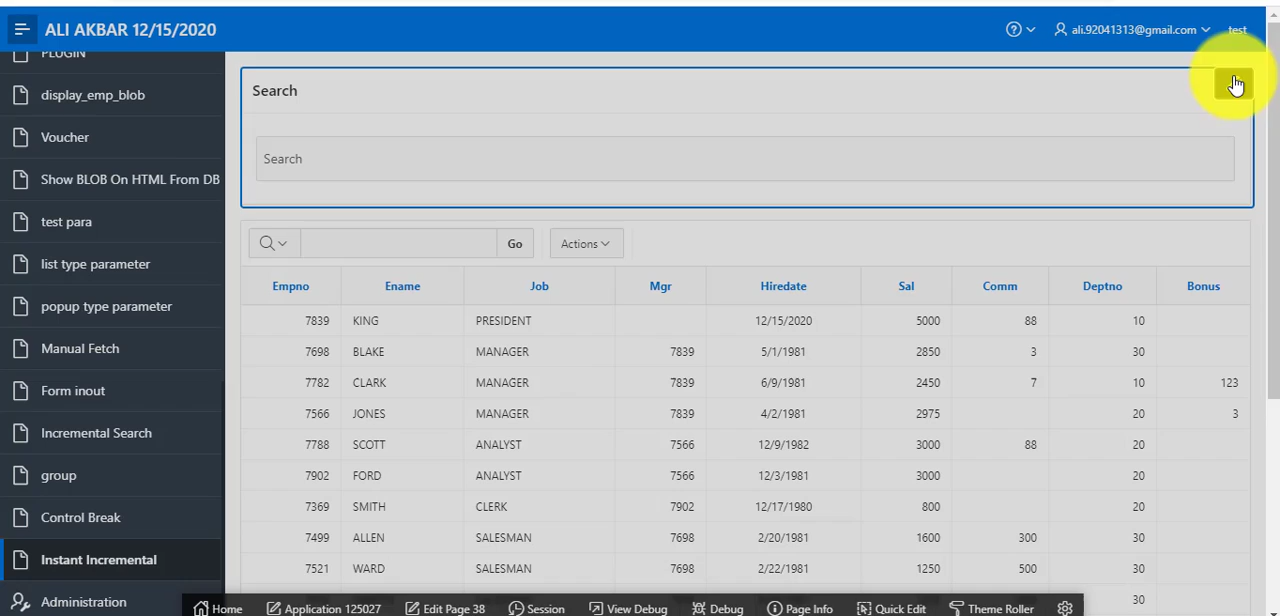 ALI AKBAR 12/15/2020
ali.92041313@gmail.com
test
PLUGIN
display_emp_blob
Voucher
Show BLOB On HTML From DB
test para
list type parameter
popup type parameter
Manual Fetch
Form inout
Incremental Search
group
Control Break
Instant Incremental
Administration
Search
Search
Go Actions
Empno Ename Job Mgr Hiredate Sal Comm Deptno Bonus
7839 KING PRESIDENT 12/15/2020 5000 88 10
7698 BLAKE MANAGER 7839 5/1/1981 2850 3 30
7782 CLARK MANAGER 7839 6/9/1981 2450 7 10 123
7566 JONES MANAGER 7839 4/2/1981 2975 20 3
7788 SCOTT ANALYST 7566 12/9/1982 3000 88 20
7902 FORD ANALYST 7566 12/3/1981 3000 20
7369 SMITH CLERK 7902 12/17/1980 800 20
7499 ALLEN SALESMAN 7698 2/20/1981 1600 300 30
7521 WARD SALESMAN 7698 2/22/1981 1250 500 30
30
Home Application 125027 Edit Page 38 Session View Debug Debug Page Info Quick Edit Theme Roller